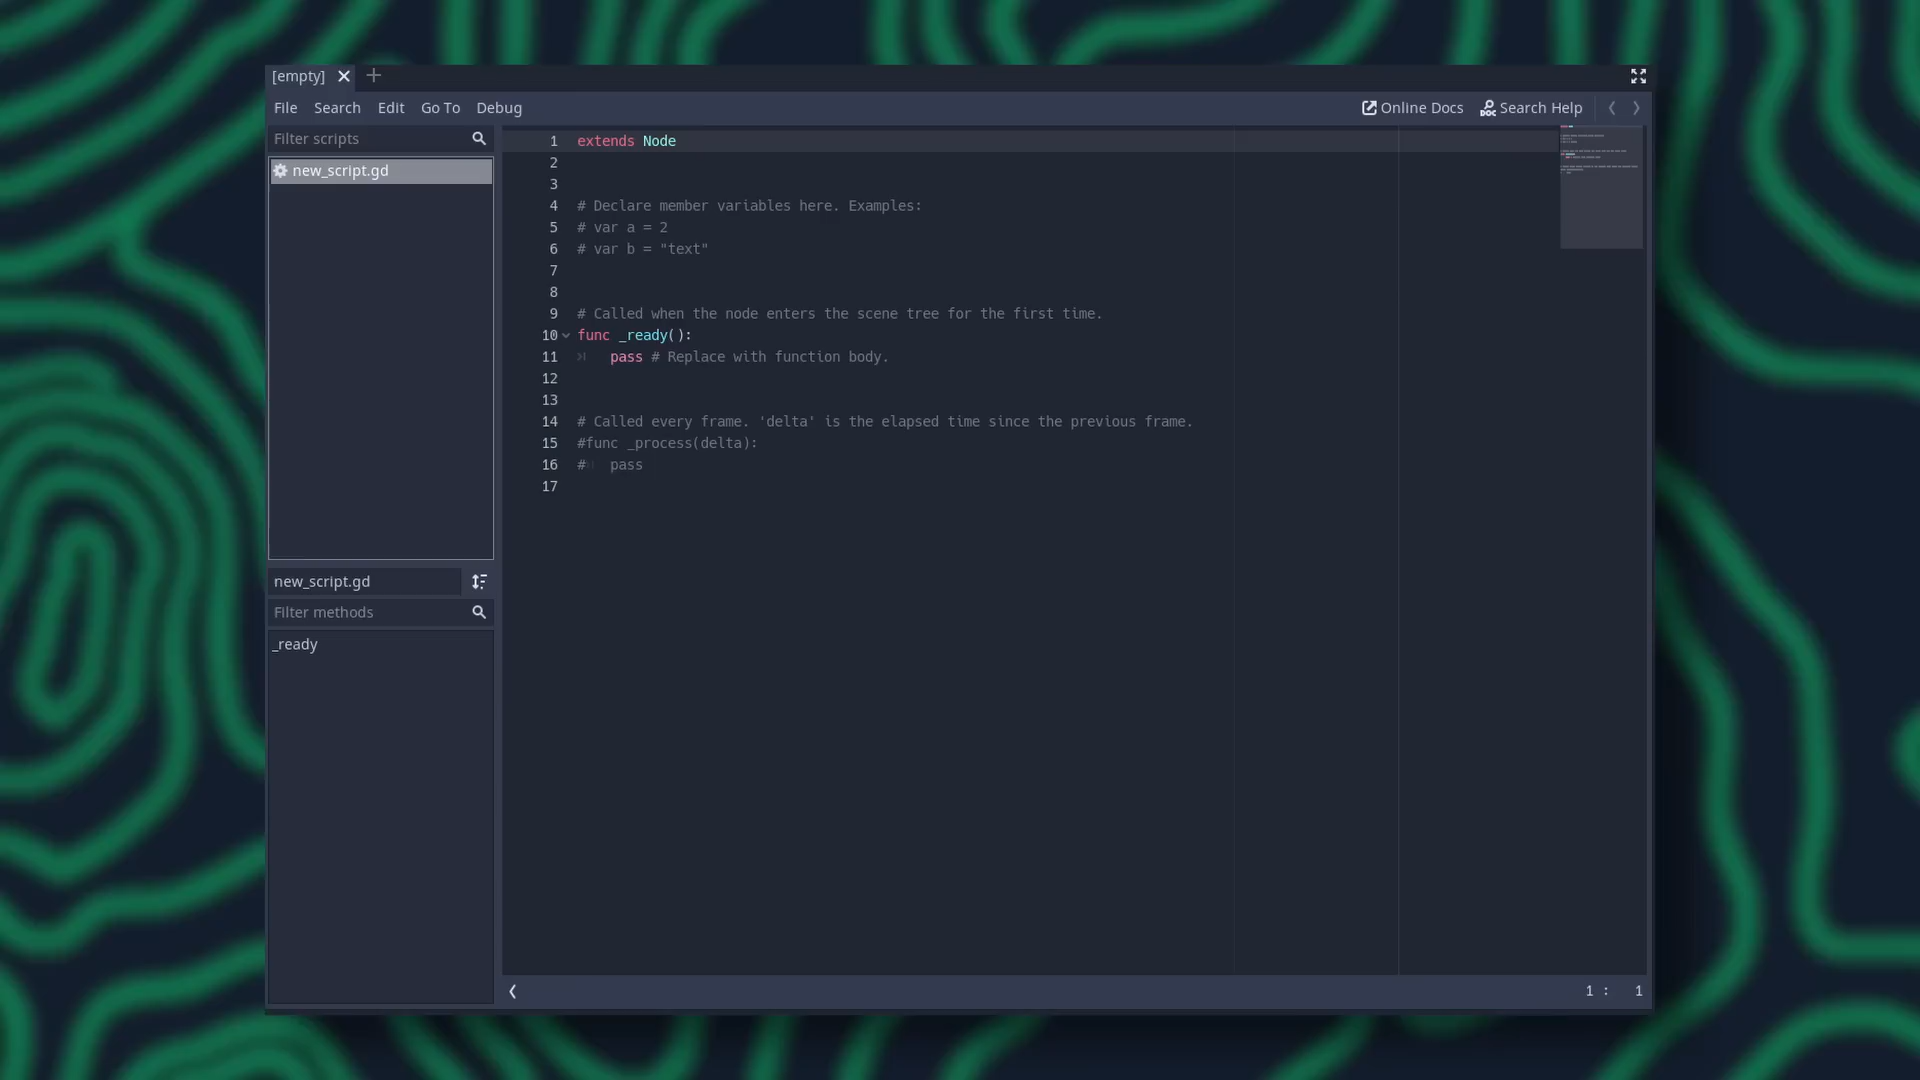 [empty]
File Search Edit Go To Debug Online Docs Search Help
Filter scripts
new_script.gd
new_script.gd
Filter methods
_ready
1 extends Node
2
3
4 # Declare member variables here. Examples:
5 # var a = 2
6 # var b = "text"
7
8
9 # Called when the node enters the scene tree for the first time.
10 func _ready():
11 pass # Replace with function body.
12
13
14 # Called every frame. 'delta' is the elapsed time since the previous frame.
15 #func _process(delta):
16 # pass
17
1 : 1